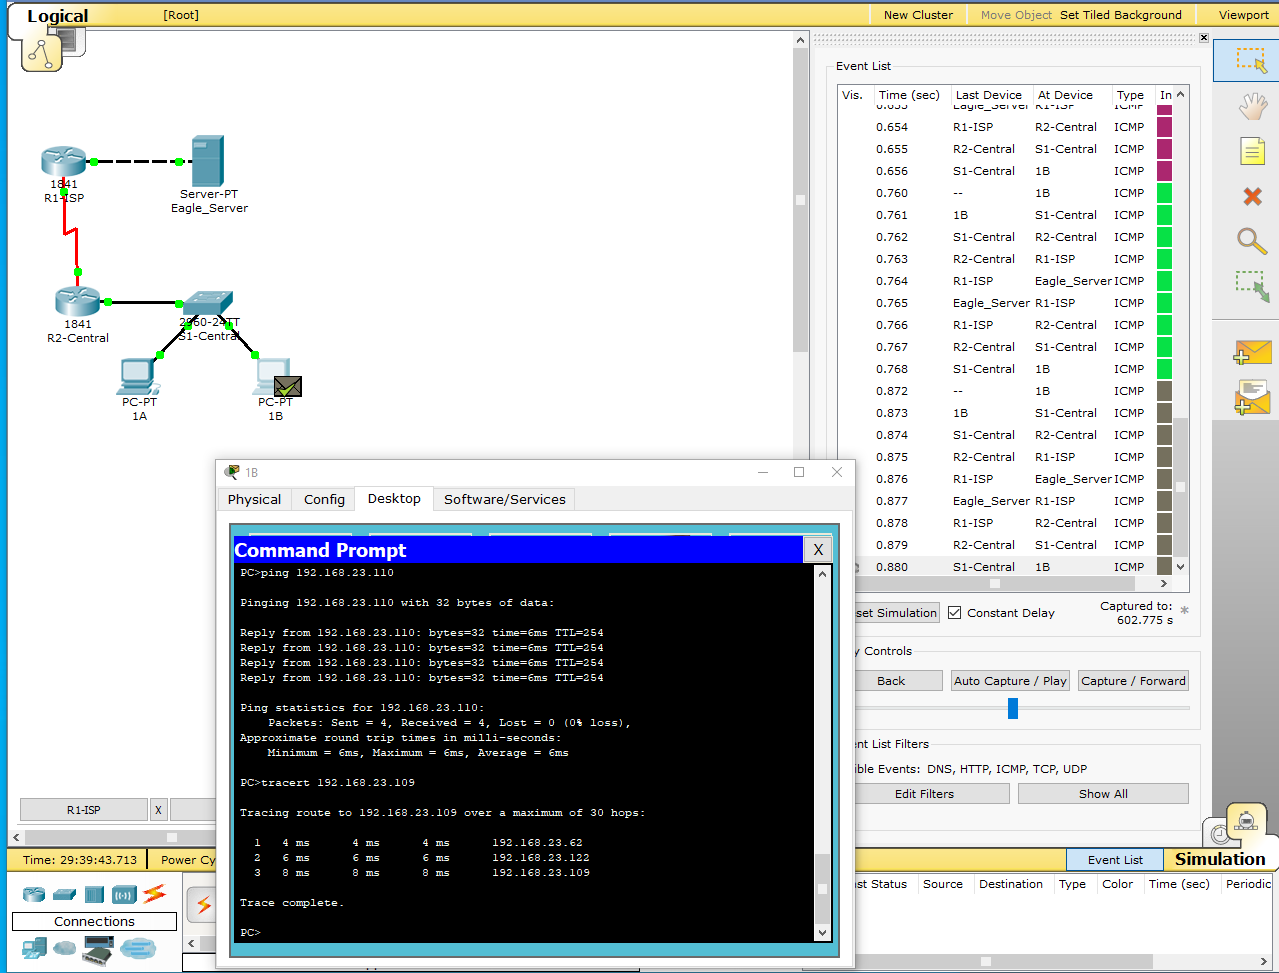 Logical
[Root]
New Cluster
Move Object
Set Tiled Background
Viewport
1841
R1-ISP
Server-PT
Eagle_Server
1841
R2-Central
2960-24TT
S1-Central
PC-PT
1A
PC-PT
1B
Event List
Vis. Time (sec) Last Device At Device Type In
0.653 Eagle_Server R1-ISP ICMP
0.654 R1-ISP R2-Central ICMP
0.655 R2-Central S1-Central ICMP
0.656 S1-Central 1B ICMP
0.760 -- 1B ICMP
0.761 1B S1-Central ICMP
0.762 S1-Central R2-Central ICMP
0.763 R2-Central R1-ISP ICMP
0.764 R1-ISP Eagle_Server ICMP
0.765 Eagle_Server R1-ISP ICMP
0.766 R1-ISP R2-Central ICMP
0.767 R2-Central S1-Central ICMP
0.768 S1-Central 1B ICMP
0.872 -- 1B ICMP
0.873 1B S1-Central ICMP
0.874 S1-Central R2-Central ICMP
0.875 R2-Central R1-ISP ICMP
0.876 R1-ISP Eagle_Server ICMP
0.877 Eagle_Server R1-ISP ICMP
0.878 R1-ISP R2-Central ICMP
0.879 R2-Central S1-Central ICMP
0.880 S1-Central 1B ICMP
set Simulation
Constant Delay
Captured to:
602.775 s
*
y Controls
Back
Auto Capture / Play
Capture / Forward
ent List Filters
ible Events: DNS, HTTP, ICMP, TCP, UDP
Edit Filters
Show All
1B
Physical Config Desktop Software/Services
Command Prompt X
PC>ping 192.168.23.110
Pinging 192.168.23.110 with 32 bytes of data:
Reply from 192.168.23.110: bytes=32 time=6ms TTL=254
Reply from 192.168.23.110: bytes=32 time=6ms TTL=254
Reply from 192.168.23.110: bytes=32 time=6ms TTL=254
Reply from 192.168.23.110: bytes=32 time=6ms TTL=254
Ping statistics for 192.168.23.110:
Packets: Sent = 4, Received = 4, Lost = 0 (0% loss),
Approximate round trip times in milli-seconds:
Minimum = 6ms, Maximum = 6ms, Average = 6ms
PC>tracert 192.168.23.109
Tracing route to 192.168.23.109 over a maximum of 30 hops:
1 4 ms 4 ms 4 ms 192.168.23.62
2 6 ms 6 ms 6 ms 192.168.23.122
3 8 ms 8 ms 8 ms 192.168.23.109
Trace complete.
PC>
R1-ISP X
Time: 29:39:43.713 Power Cy
Event List Simulation
Connections
st Status Source Destination Type Color Time (sec) Periodic